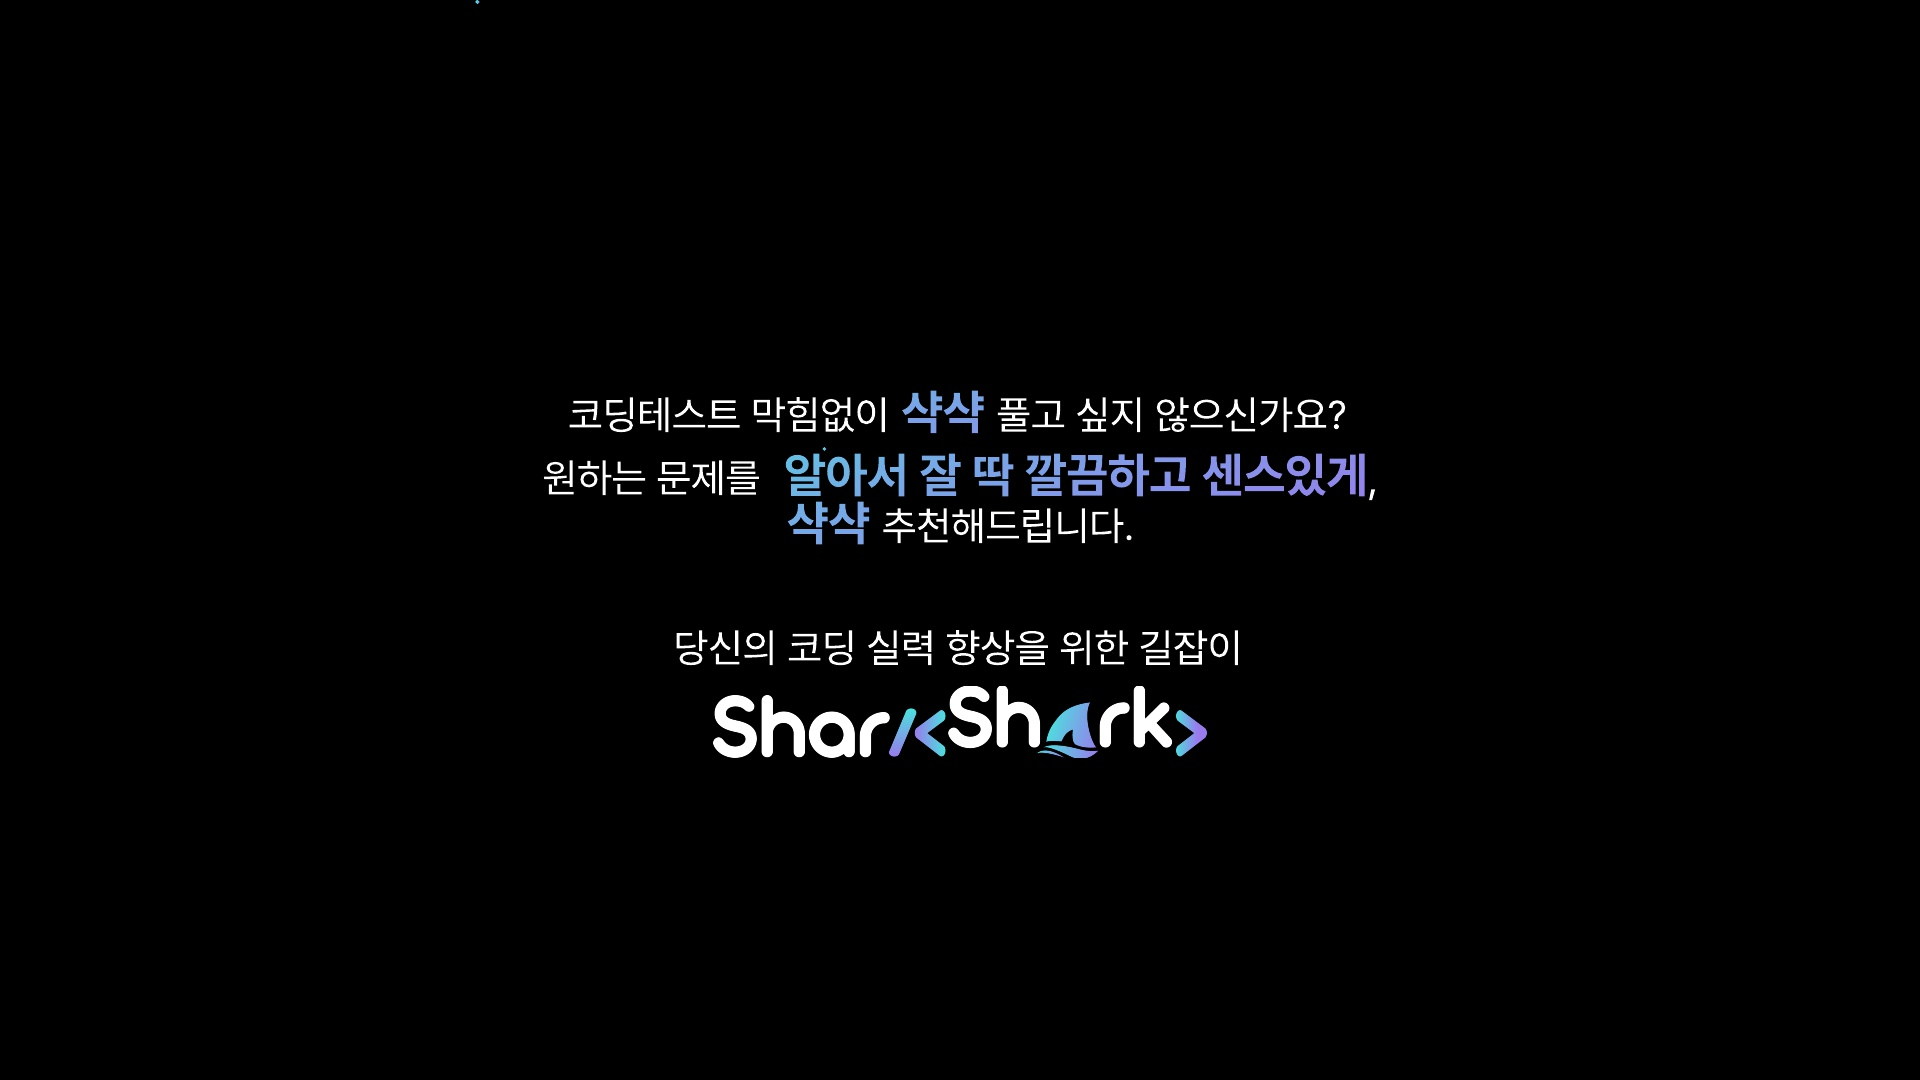 코딩테스트 막힘없이 샥샥 풀고 싶지 않으신가요?
원하는 문제를 알아서 잘 딱 깔끔하고 센스있게,
샥샥 추천해드립니다.
당신의 코딩 실력 향상을 위한 길잡이
Shar/<Shark>